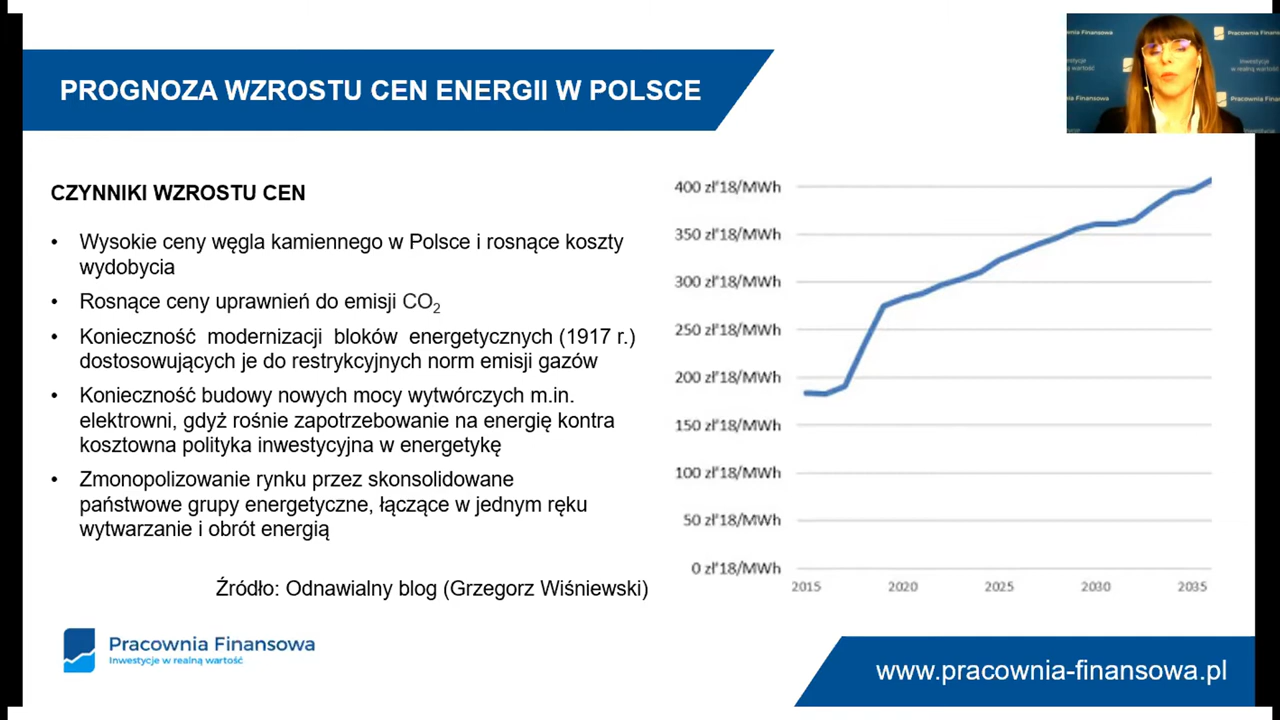 PROGNOZA WZROSTU CEN ENERGII W POLSCE
Pracownia Finansowa
Inwestycje
w realną wartość
Pracownia Finansowa
CZYNNIKI WZROSTU CEN
• Wysokie ceny węgla kamiennego w Polsce i rosnące koszty
wydobycia
• Rosnące ceny uprawnień do emisji CO₂
• Konieczność modernizacji bloków energetycznych (1917 r.)
dostosowujących je do restrykcyjnych norm emisji gazów
• Konieczność budowy nowych mocy wytwórczych m.in.
elektrowni, gdyż rośnie zapotrzebowanie na energię kontra
kosztowna polityka inwestycyjna w energetykę
• Zmonopolizowanie rynku przez skonsolidowane
państwowe grupy energetyczne, łączące w jednym ręku
wytwarzanie i obrót energią
Źródło: Odnawialny blog (Grzegorz Wiśniewski)
400 zł'18/MWh
350 zł'18/MWh
300 zł'18/MWh
250 zł'18/MWh
200 zł'18/MWh
150 zł'18/MWh
100 zł'18/MWh
50 zł'18/MWh
0 zł'18/MWh
2015 2020 2025 2030 2035
Pracownia Finansowa
Inwestycje w realną wartość
www.pracownia-finansowa.pl